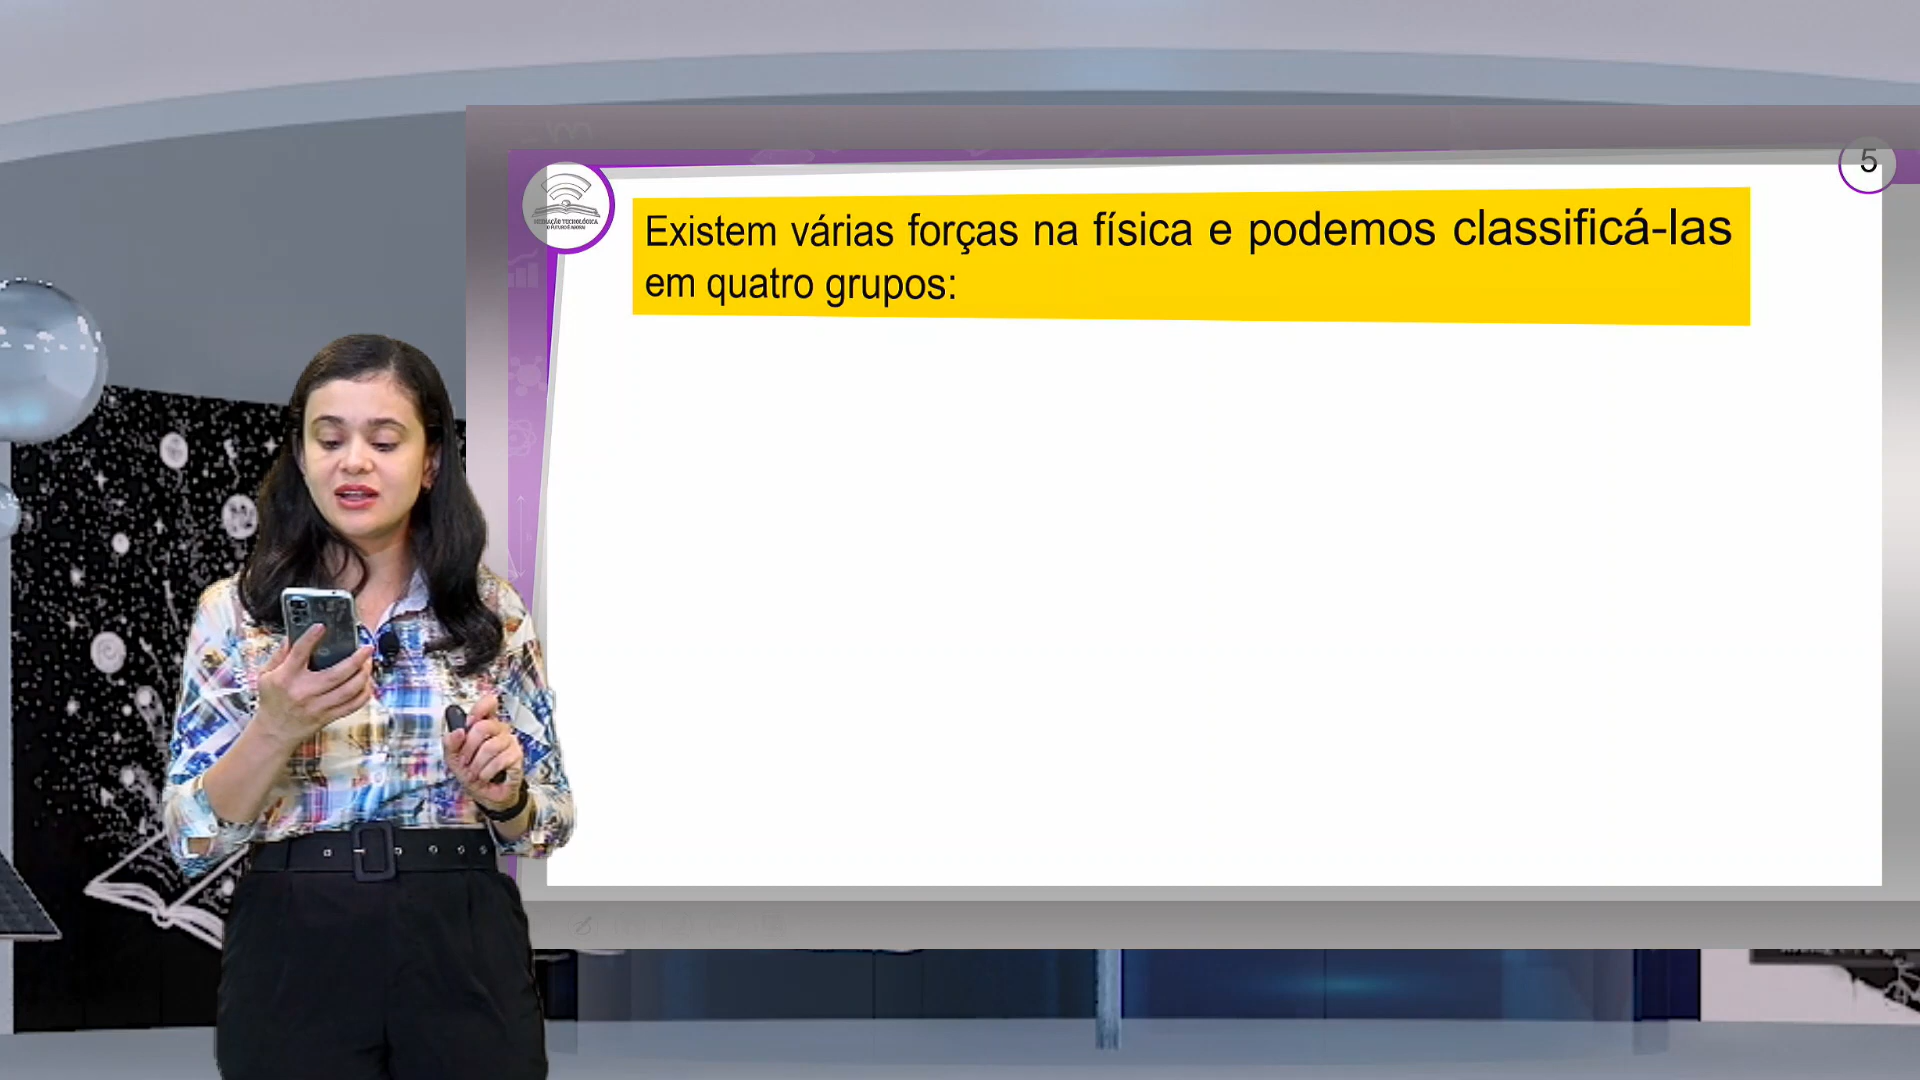 5
Existem várias forças na física e podemos classificá-las
em quatro grupos: